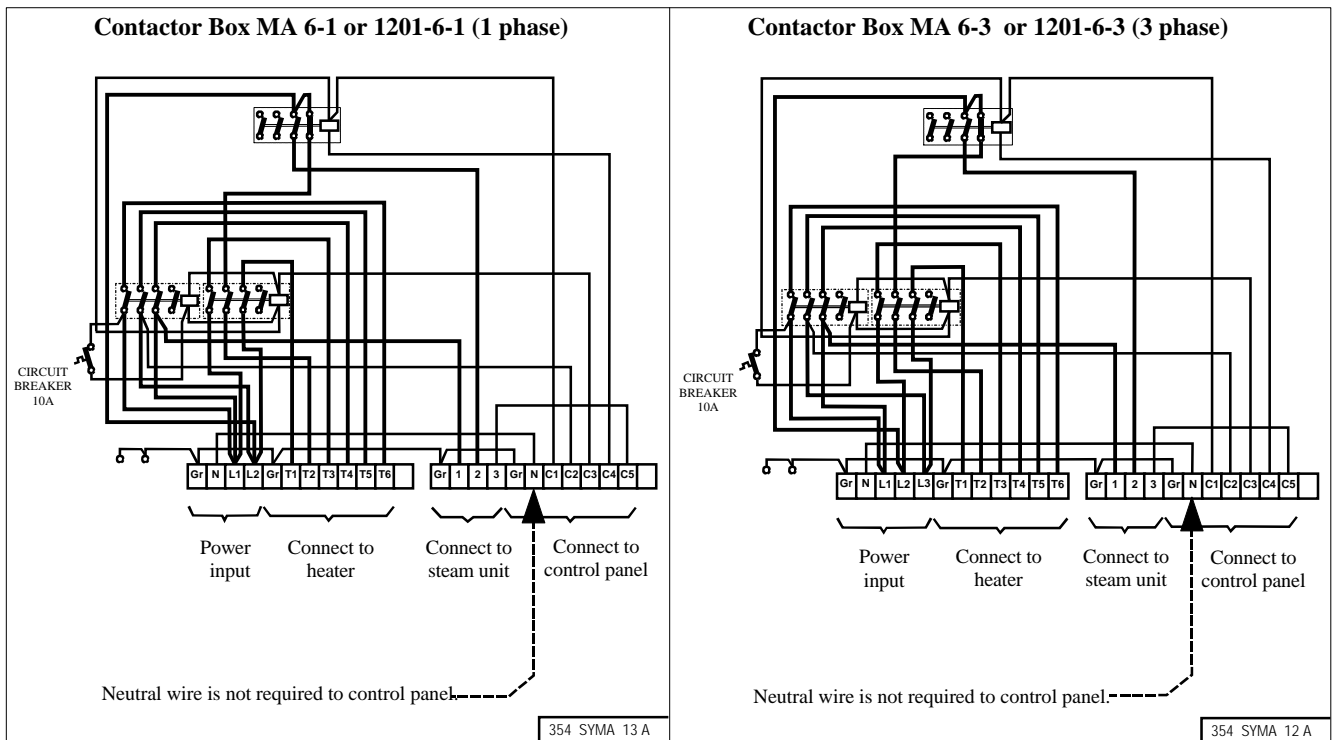 Contactor Box MA 6-1 or 1201-6-1 (1 phase)
CIRCUIT
BREAKER
10A
Gr N L1 L2 Gr T1 T2 T3 T4 T5 T6
Gr 1 2 3 Gr N C1 C2 C3 C4 C5
Power
input
Connect to
heater
Connect to
steam unit
Connect to
control panel
Neutral wire is not required to control panel.
354 SYMA 13 A
Contactor Box MA 6-3 or 1201-6-3 (3 phase)
CIRCUIT
BREAKER
10A
Gr N L1 L2 L3 Gr T1 T2 T3 T4 T5 T6
Gr 1 2 3 Gr N C1 C2 C3 C4 C5
Power
input
Connect to
heater
Connect to
steam unit
Connect to
control panel
Neutral wire is not required to control panel.
354 SYMA 12 A